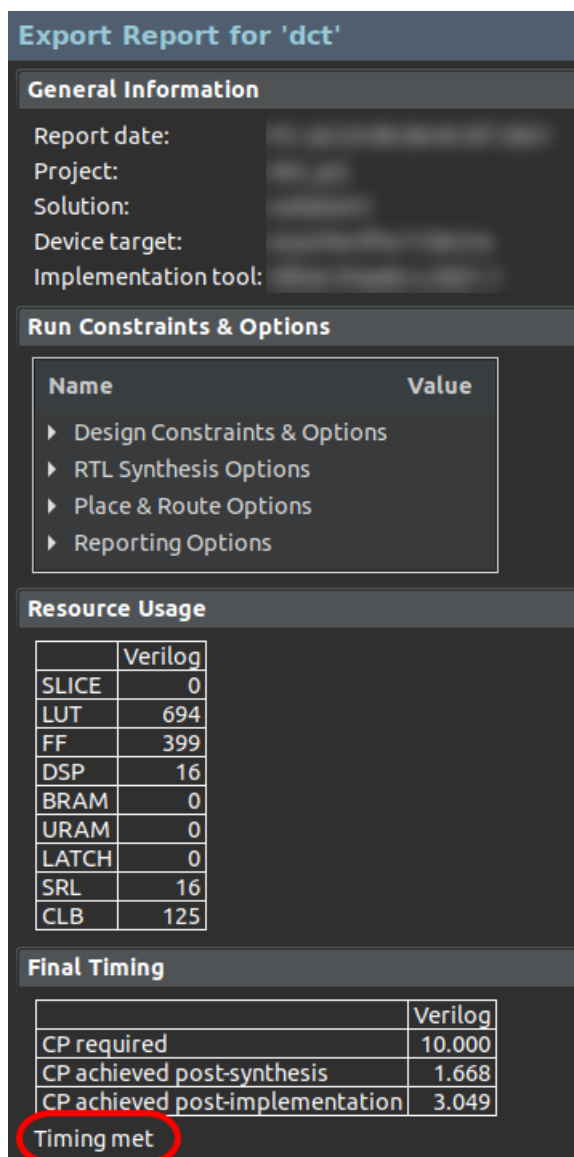 Export Report for 'dct'
General Information
Report date:
Project:
Solution:
Device target:
Implementation tool:
Run Constraints & Options
Name Value
Design Constraints & Options
RTL Synthesis Options
Place & Route Options
Reporting Options
Resource Usage
Verilog
SLICE 0
LUT 694
FF 399
DSP 16
BRAM 0
URAM 0
LATCH 0
SRL 16
CLB 125
Final Timing
Verilog
CP required 10.000
CP achieved post-synthesis 1.668
CP achieved post-implementation 3.049
Timing met